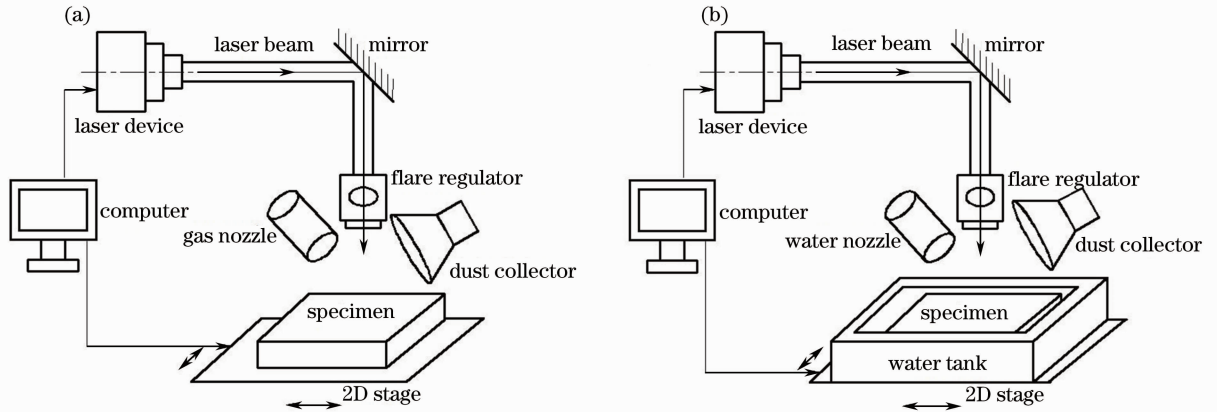 (a)
laser beam
mirror
laser device
flare regulator
computer
gas nozzle
dust collector
specimen
2D stage
(b)
laser beam
mirror
laser device
flare regulator
computer
water nozzle
dust collector
specimen
water tank
2D stage